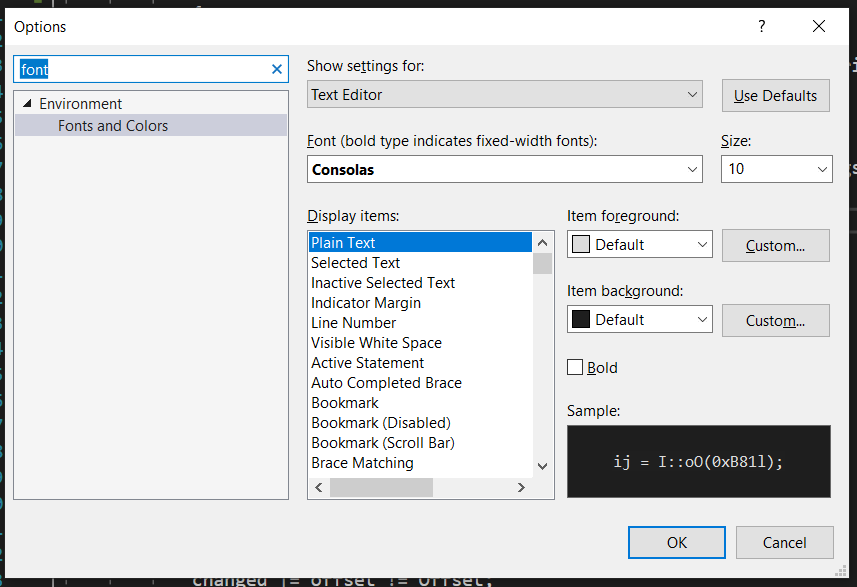 Options
?
font
Environment
Fonts and Colors
Show settings for:
Text Editor
Use Defaults
Font (bold type indicates fixed-width fonts):
Size:
Consolas
10
Display items:
Plain Text
Selected Text
Inactive Selected Text
Indicator Margin
Line Number
Visible White Space
Active Statement
Auto Completed Brace
Bookmark
Bookmark (Disabled)
Bookmark (Scroll Bar)
Brace Matching
Item foreground:
Default
Custom...
Item background:
Default
Custom...
Bold
Sample:
ij = I::oO(0xB81l);
OK
Cancel
changed |= offset != Offset;